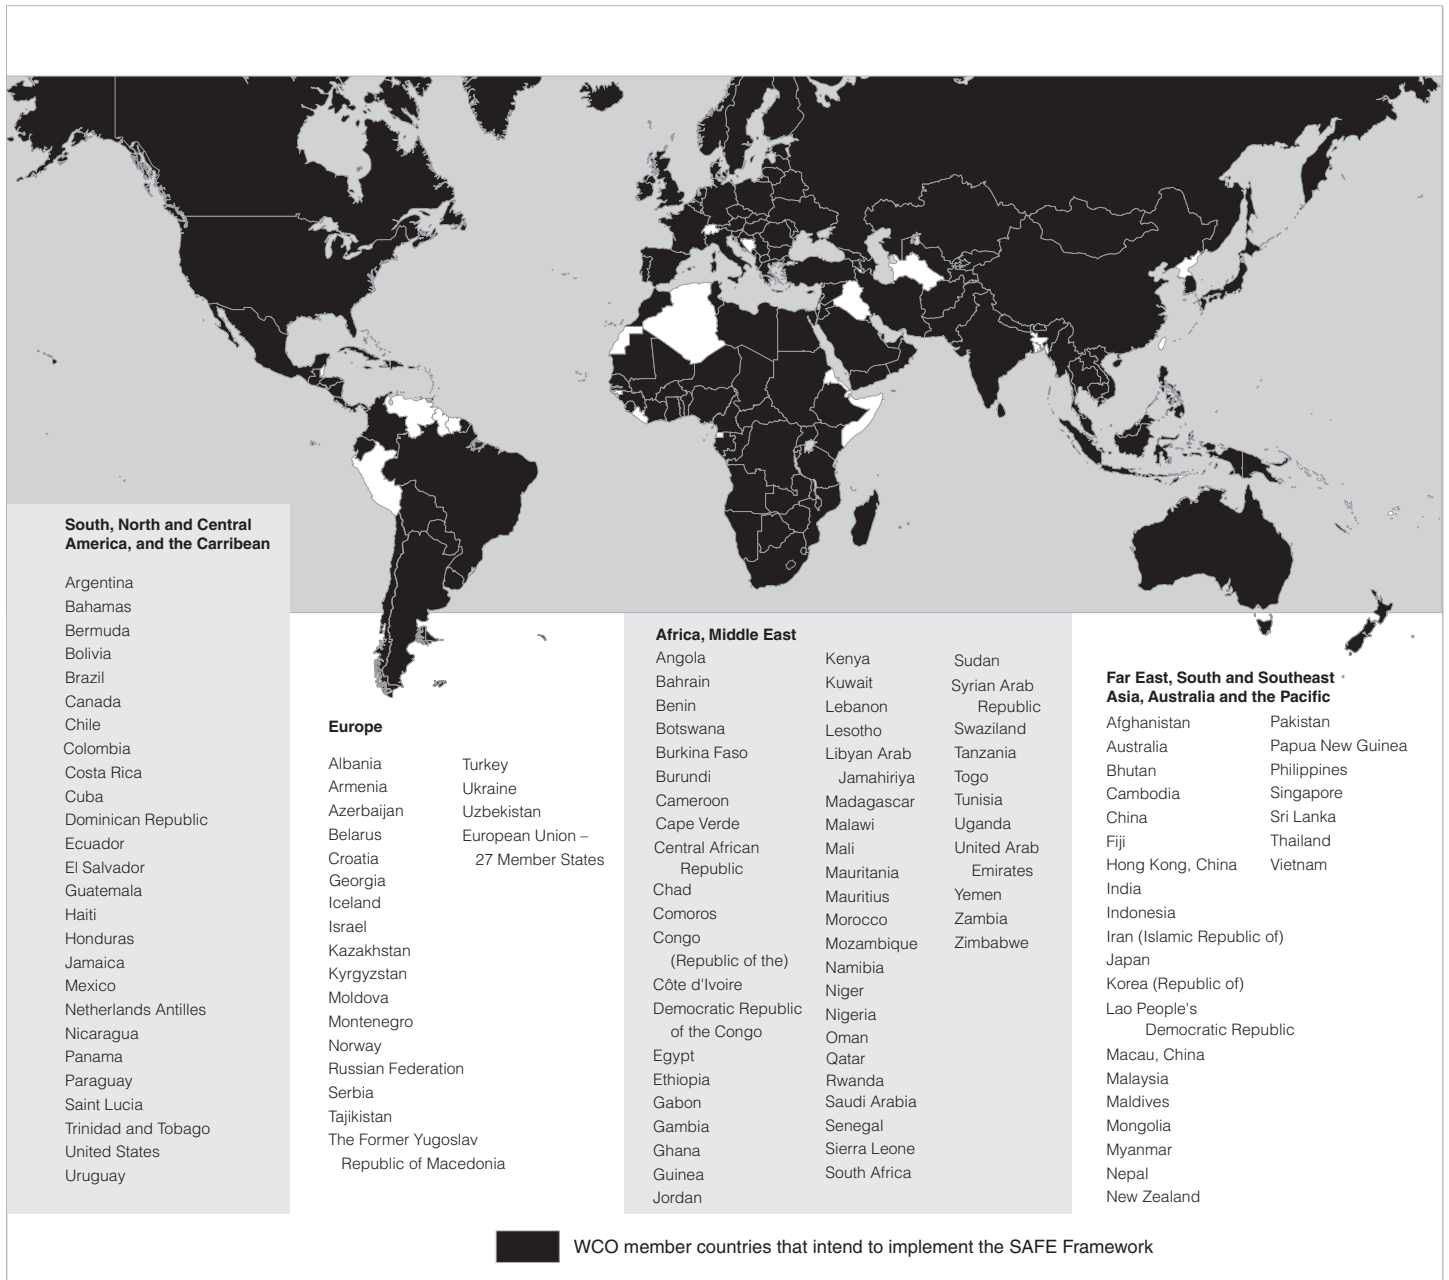 South, North and Central
America, and the Carribean
Argentina
Bahamas
Bermuda
Bolivia
Brazil
Canada
Chile
Colombia
Costa Rica
Cuba
Dominican Republic
Ecuador
El Salvador
Guatemala
Haiti
Honduras
Jamaica
Mexico
Netherlands Antilles
Nicaragua
Panama
Paraguay
Saint Lucia
Trinidad and Tobago
United States
Uruguay
Europe
Albania
Armenia
Azerbaijan
Belarus
Croatia
Georgia
Iceland
Israel
Kazakhstan
Kyrgyzstan
Moldova
Montenegro
Norway
Russian Federation
Serbia
Tajikistan
The Former Yugoslav
Republic of Macedonia
Turkey
Ukraine
Uzbekistan
European Union –
27 Member States
Africa, Middle East
Angola
Bahrain
Benin
Botswana
Burkina Faso
Burundi
Cameroon
Cape Verde
Central African
Republic
Chad
Comoros
Congo
(Republic of the)
Côte d'Ivoire
Democratic Republic
of the Congo
Egypt
Ethiopia
Gabon
Gambia
Ghana
Guinea
Jordan
Kenya
Kuwait
Lebanon
Lesotho
Libyan Arab
Jamahiriya
Madagascar
Malawi
Mali
Mauritania
Mauritius
Morocco
Mozambique
Namibia
Niger
Nigeria
Oman
Qatar
Rwanda
Saudi Arabia
Senegal
Sierra Leone
South Africa
Sudan
Syrian Arab
Republic
Swaziland
Tanzania
Togo
Tunisia
Uganda
United Arab
Emirates
Yemen
Zambia
Zimbabwe
Far East, South and Southeast
Asia, Australia and the Pacific
Afghanistan
Australia
Bhutan
Cambodia
China
Fiji
Hong Kong, China
India
Indonesia
Iran (Islamic Republic of)
Japan
Korea (Republic of)
Lao People's
Democratic Republic
Macau, China
Malaysia
Maldives
Mongolia
Myanmar
Nepal
New Zealand
Pakistan
Papua New Guinea
Philippines
Singapore
Sri Lanka
Thailand
Vietnam
WCO member countries that intend to implement the SAFE Framework